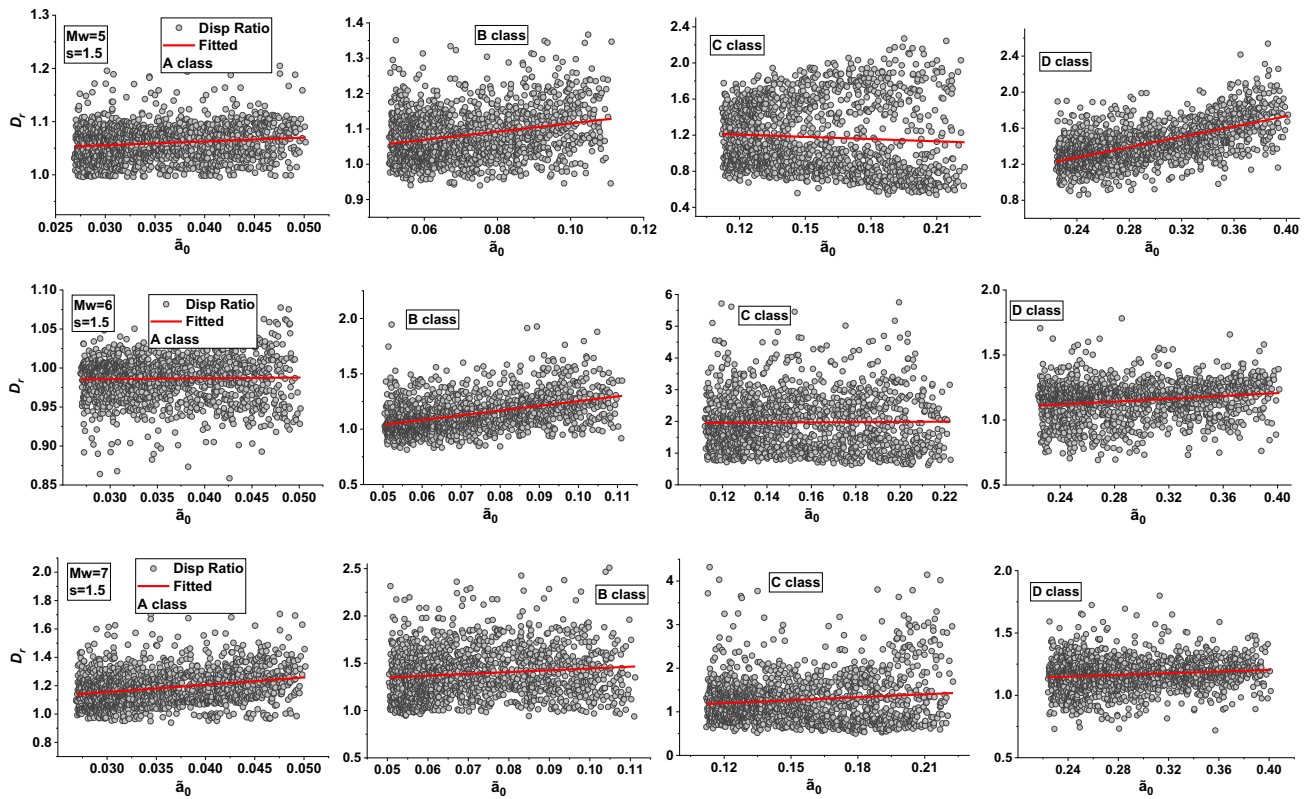 Mw=5
s=1.5
Disp Ratio
Fitted
A class
D_r
1.3
1.2
1.1
1.0
0.025 0.030 0.035 0.040 0.045 0.050
ã₀
B class
1.4
1.3
1.2
1.1
1.0
0.9
0.06 0.08 0.10 0.12
ã₀
C class
2.4
2.0
1.6
1.2
0.8
0.4
0.12 0.15 0.18 0.21
ã₀
D class
2.4
2.0
1.6
1.2
0.8
0.24 0.28 0.32 0.36 0.40
ã₀
Mw=6
s=1.5
Disp Ratio
Fitted
A class
D_r
1.10
1.05
1.00
0.95
0.90
0.85
0.030 0.035 0.040 0.045 0.050
ã₀
B class
2.0
1.5
1.0
0.5
0.05 0.06 0.07 0.08 0.09 0.10 0.11
ã₀
C class
6
5
4
3
2
1
0
0.12 0.14 0.16 0.18 0.20 0.22
ã₀
D class
2.0
1.5
1.0
0.5
0.24 0.28 0.32 0.36 0.40
ã₀
Mw=7
s=1.5
Disp Ratio
Fitted
A class
D_r
2.0
1.8
1.6
1.4
1.2
1.0
0.8
0.030 0.035 0.040 0.045 0.050
ã₀
B class
2.5
2.0
1.5
1.0
0.5
0.05 0.06 0.07 0.08 0.09 0.10 0.11
ã₀
C class
4
3
2
1
0
0.12 0.15 0.18 0.21
ã₀
D class
2.0
1.5
1.0
0.5
0.24 0.28 0.32 0.36 0.40
ã₀